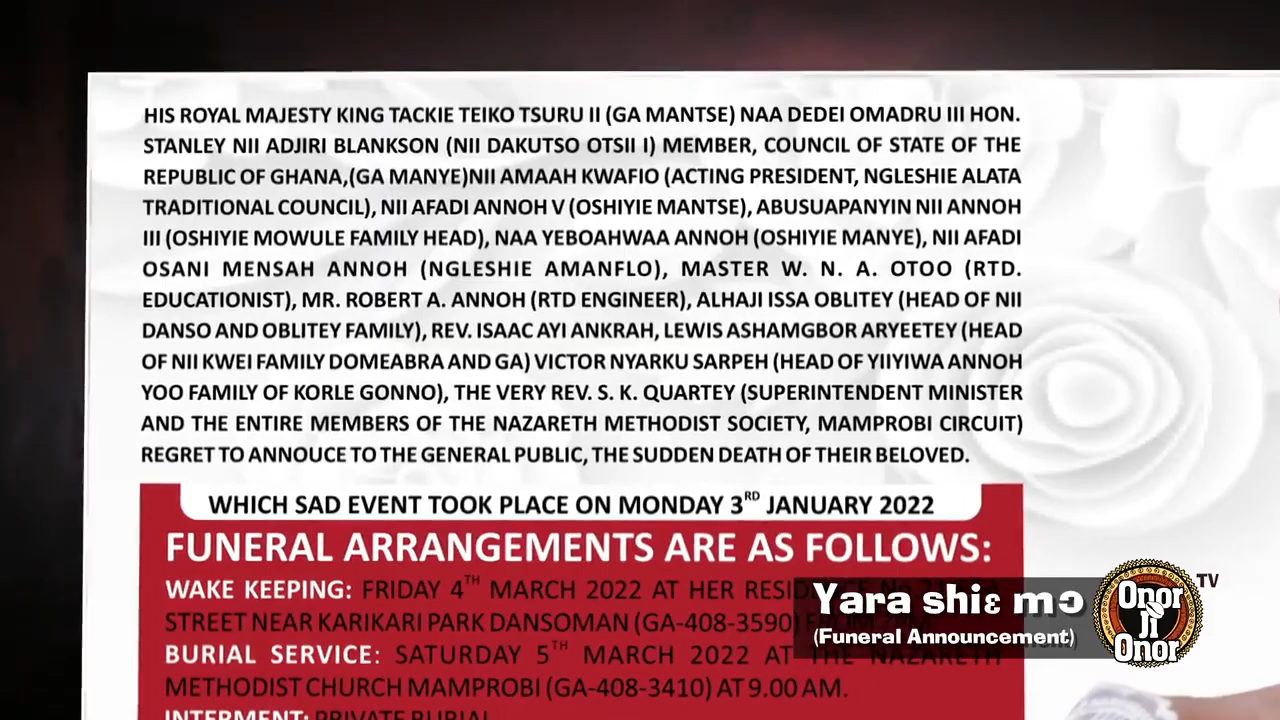 HIS ROYAL MAJESTY KING TACKIE TEIKO TSURU II (GA MANTSE) NAA DEDEI OMADRU III HON.
STANLEY NII ADJIRI BLANKSON (NII DAKUTSO OTSII I) MEMBER, COUNCIL OF STATE OF THE
REPUBLIC OF GHANA,(GA MANYE)NII AMAAH KWAFIO (ACTING PRESIDENT, NGLESHIE ALATA
TRADITIONAL COUNCIL), NII AFADI ANNOH V (OSHIYIE MANTSE), ABUSUAPANYIN NII ANNOH
III (OSHIYIE MOWULE FAMILY HEAD), NAA YEBOAHWAA ANNOH (OSHIYIE MANYE), NII AFADI
OSANI MENSAH ANNOH (NGLESHIE AMANFLO), MASTER W. N. A. OTOO (RTD.
EDUCATIONIST), MR. ROBERT A. ANNOH (RTD ENGINEER), ALHAJI ISSA OBLITEY (HEAD OF NII
DANSO AND OBLITEY FAMILY), REV. ISAAC AYI ANKRAH, LEWIS ASHAMGBOR ARYEETEY (HEAD
OF NII KWEI FAMILY DOMEABRA AND GA) VICTOR NYARKU SARPEH (HEAD OF YIIYIWA ANNOH
YOO FAMILY OF KORLE GONNO), THE VERY REV. S. K. QUARTEY (SUPERINTENDENT MINISTER
AND THE ENTIRE MEMBERS OF THE NAZARETH METHODIST SOCIETY, MAMPROBI CIRCUIT)
REGRET TO ANNOUCE TO THE GENERAL PUBLIC, THE SUDDEN DEATH OF THEIR BELOVED.
WHICH SAD EVENT TOOK PLACE ON MONDAY 3RD JANUARY 2022
FUNERAL ARRANGEMENTS ARE AS FOLLOWS:
WAKE KEEPING: FRIDAY 4TH MARCH 2022 AT HER RESIDENCE
STREET NEAR KARIKARI PARK DANSOMAN (GA-408-3590) FROM
BURIAL SERVICE: SATURDAY 5TH MARCH 2022 AT THE NAZARETH
METHODIST CHURCH MAMPROBI (GA-408-3410) AT 9.00 AM.
INTERMENT: PRIVATE BURIAL
Yara shiɛ mɔ
(Funeral Announcement)
Onor
Ji
Onor
TV